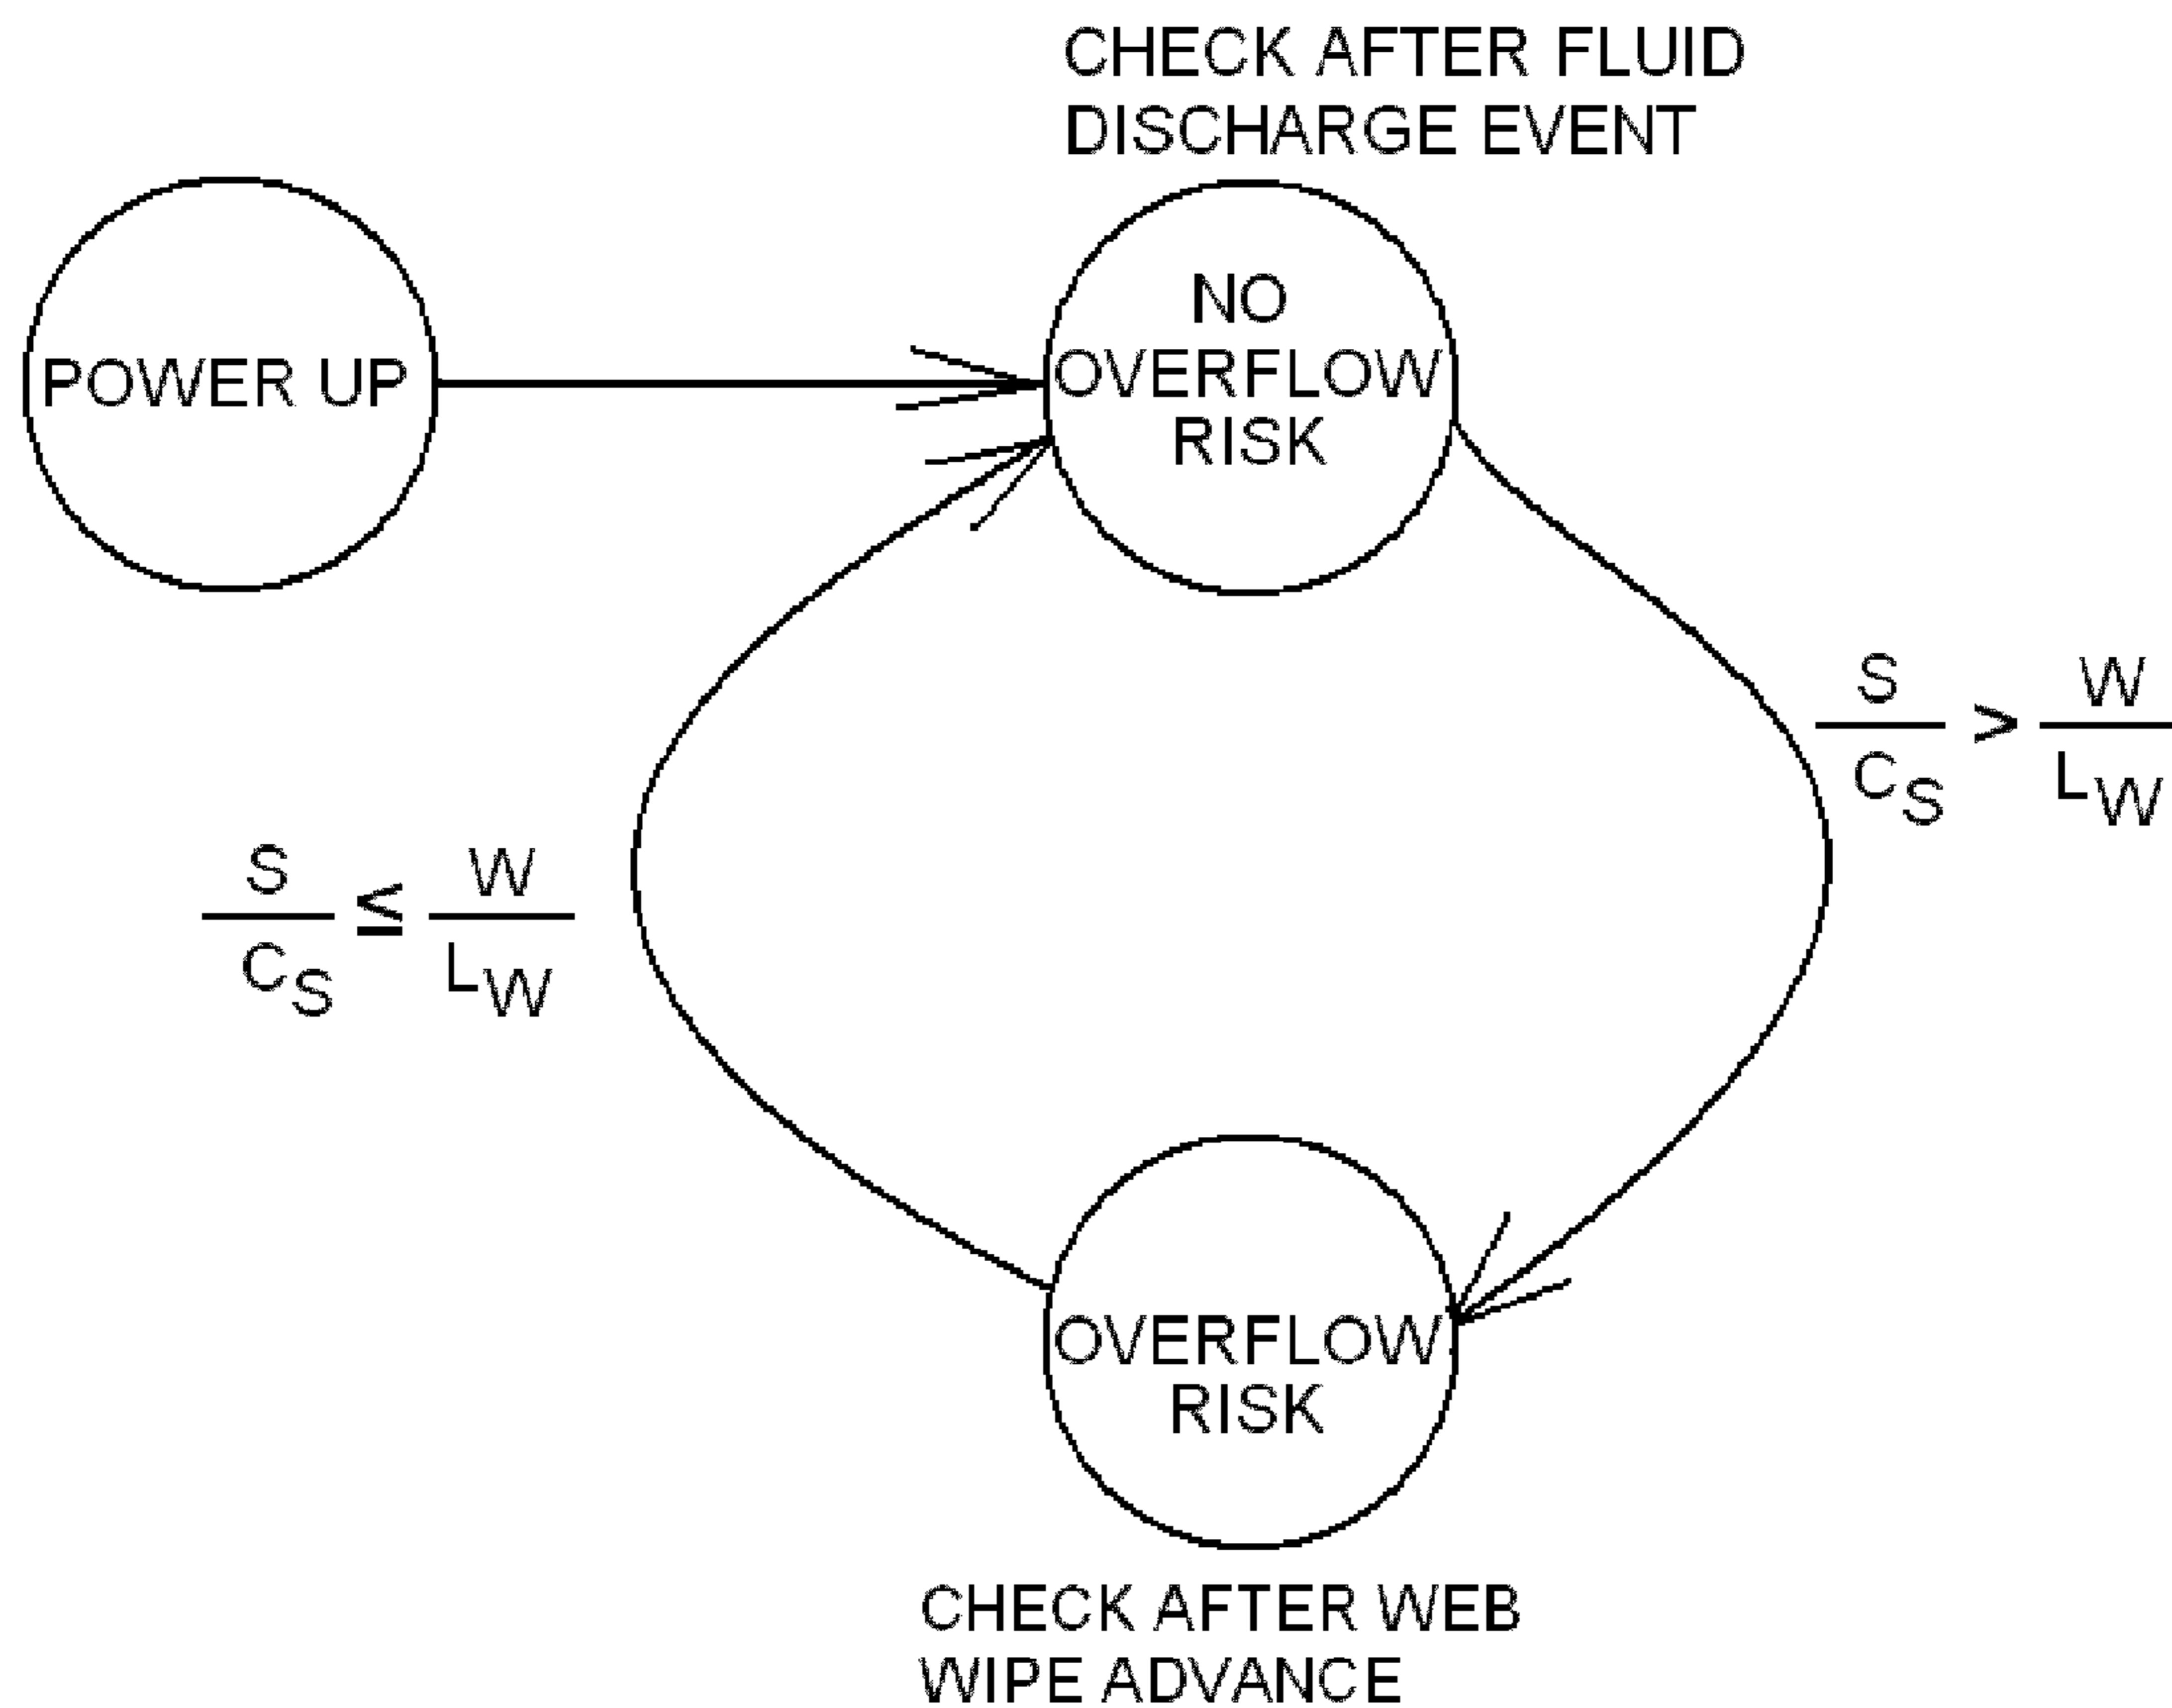 CHECK AFTER FLUID
DISCHARGE EVENT
POWER UP
NO
OVERFLOW
RISK
S/C_S > W/L_W
S/C_S ≤ W/L_W
OVERFLOW
RISK
CHECK AFTER WEB
WIPE ADVANCE